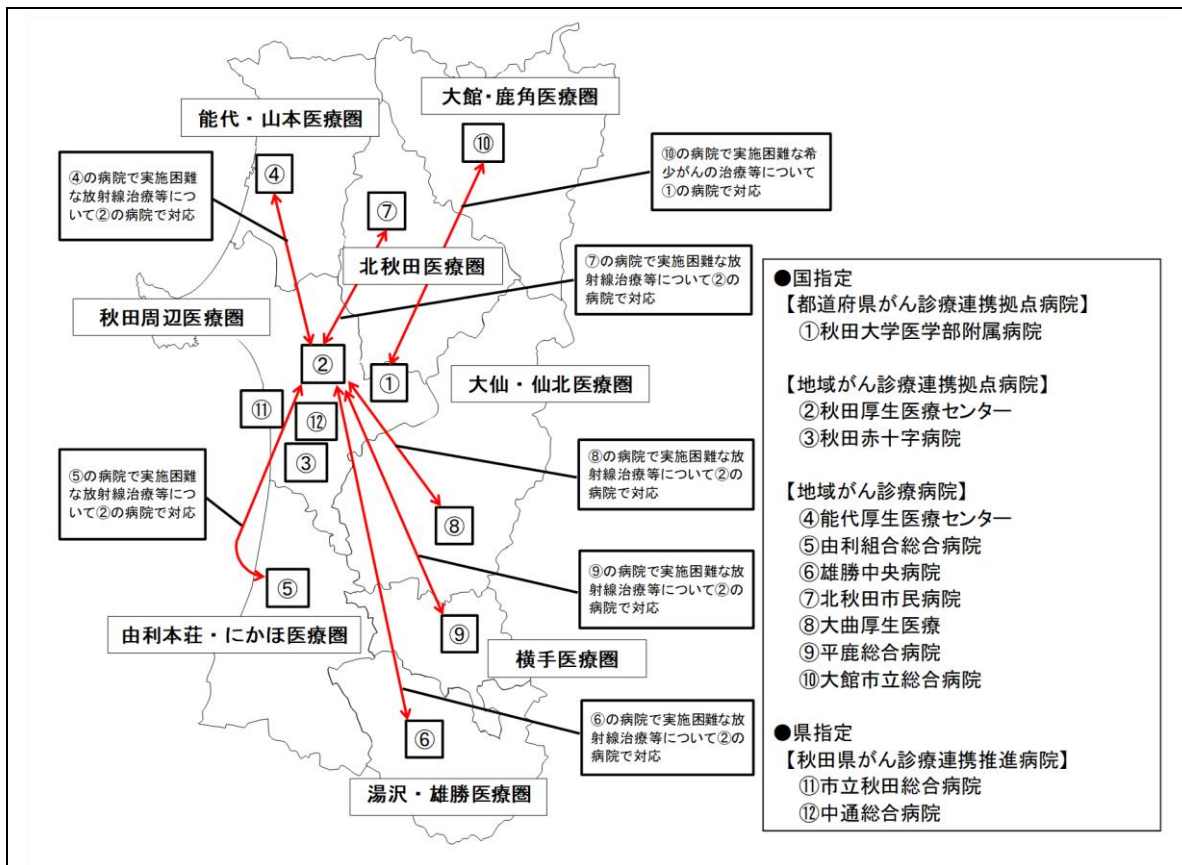 大館・鹿角医療圏
能代・山本医療圏
⑩
⑩の病院で実施困難な希
少がんの治療等について
①の病院で対応
④の病院で実施困難
な放射線治療等につ
いて②の病院で対応
④
⑦
北秋田医療圏
⑦の病院で実施困難な放
射線治療等について②の
病院で対応
秋田周辺医療圏
②
①
大仙・仙北医療圏
⑪
⑫
③
⑤の病院で実施困難
な放射線治療等につ
いて②の病院で対応
⑧の病院で実施困難な放
射線治療等について②の
病院で対応
⑧
⑨の病院で実施困難な放
射線治療等について②の
病院で対応
⑤
由利本荘・にかほ医療圏
⑨
横手医療圏
⑥の病院で実施困難な放
射線治療等について②の
病院で対応
⑥
湯沢・雄勝医療圏
●国指定
【都道府県がん診療連携拠点病院】
①秋田大学医学部附属病院
【地域がん診療連携拠点病院】
②秋田厚生医療センター
③秋田赤十字病院
【地域がん診療病院】
④能代厚生医療センター
⑤由利組合総合病院
⑥雄勝中央病院
⑦北秋田市民病院
⑧大曲厚生医療
⑨平鹿総合病院
⑩大館市立総合病院
●県指定
【秋田県がん診療連携推進病院】
⑪市立秋田総合病院
⑫中通総合病院